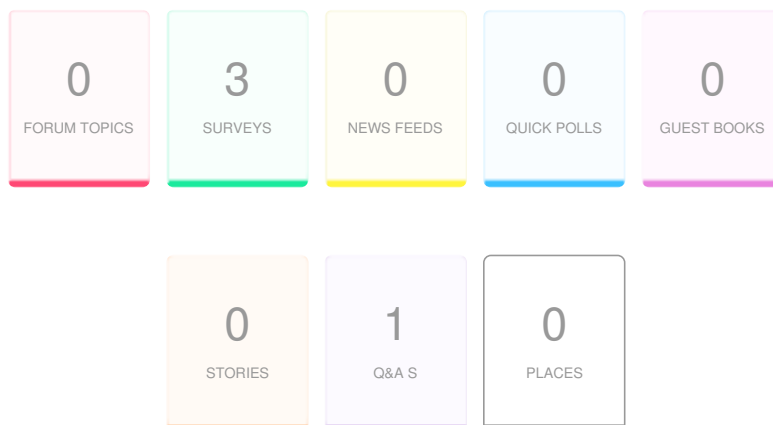 0
3
0
0
0
FORUM TOPICS
SURVEYS
NEWS FEEDS
QUICK POLLS
GUEST BOOKS
0
1
0
STORIES
Q&A S
PLACES